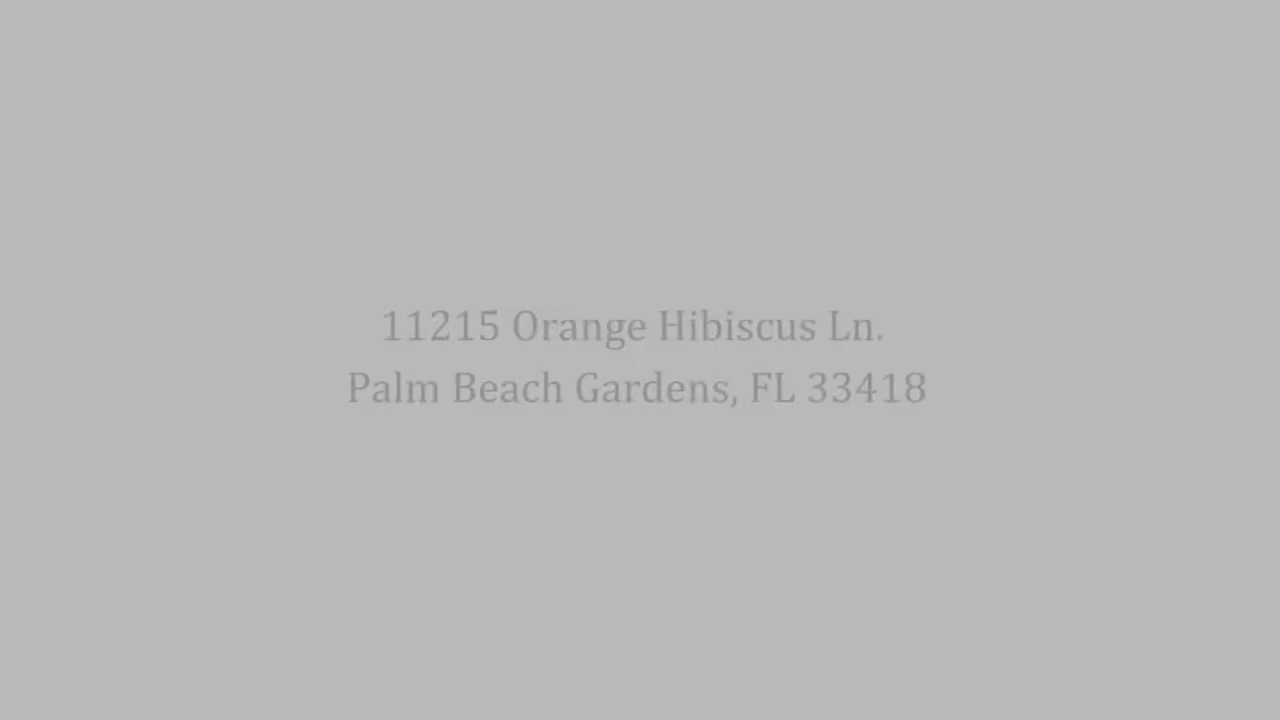 11215 Orange Hibiscus Ln.
Palm Beach Gardens, FL 33418